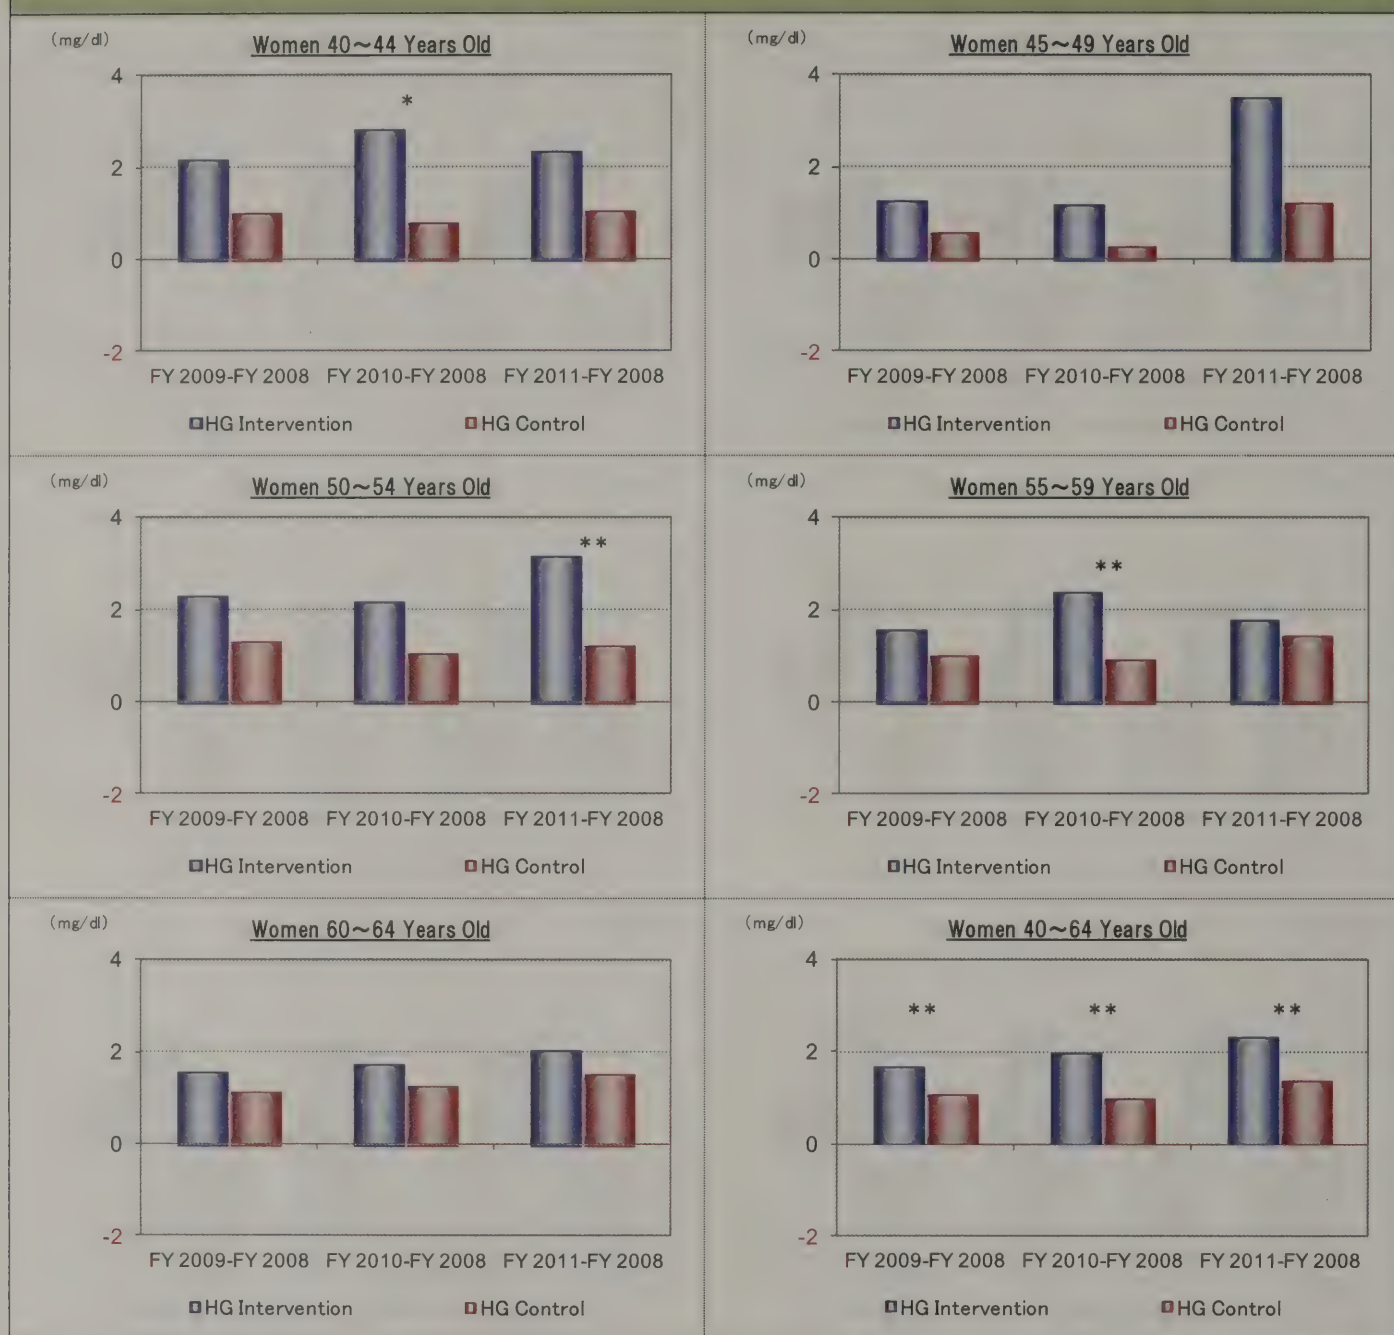 (mg/dl)
Women 40～44 Years Old
4
*
2
0
-2
FY 2009-FY 2008 FY 2010-FY 2008 FY 2011-FY 2008
HG Intervention HG Control
(mg/dl)
Women 45～49 Years Old
4
2
0
-2
FY 2009-FY 2008 FY 2010-FY 2008 FY 2011-FY 2008
HG Intervention HG Control
(mg/dl)
Women 50～54 Years Old
4
**
2
0
-2
FY 2009-FY 2008 FY 2010-FY 2008 FY 2011-FY 2008
HG Intervention HG Control
(mg/dl)
Women 55～59 Years Old
4
**
2
0
-2
FY 2009-FY 2008 FY 2010-FY 2008 FY 2011-FY 2008
HG Intervention HG Control
(mg/dl)
Women 60～64 Years Old
4
2
0
-2
FY 2009-FY 2008 FY 2010-FY 2008 FY 2011-FY 2008
HG Intervention HG Control
(mg/dl)
Women 40～64 Years Old
4
** ** **
2
0
-2
FY 2009-FY 2008 FY 2010-FY 2008 FY 2011-FY 2008
HG Intervention HG Control